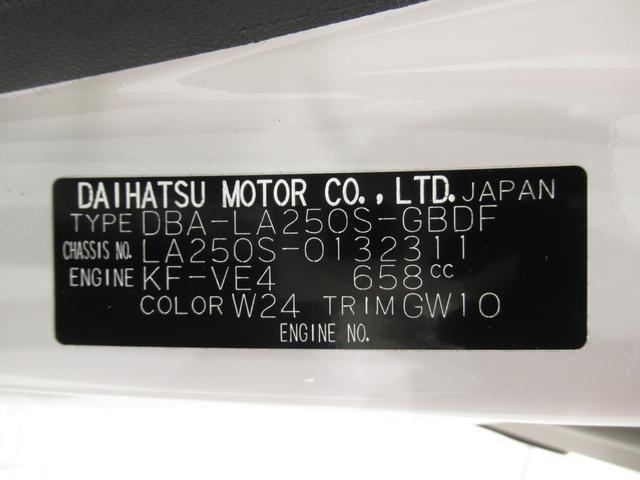 DAIHATSU MOTOR CO., LTD. JAPAN
TYPE DBA-LA250S-GBDF
CHASSIS NO. LA250S-0132311
ENGINE KF-VE4 658cc
COLOR W24 TRIM GW10
ENGINE NO.